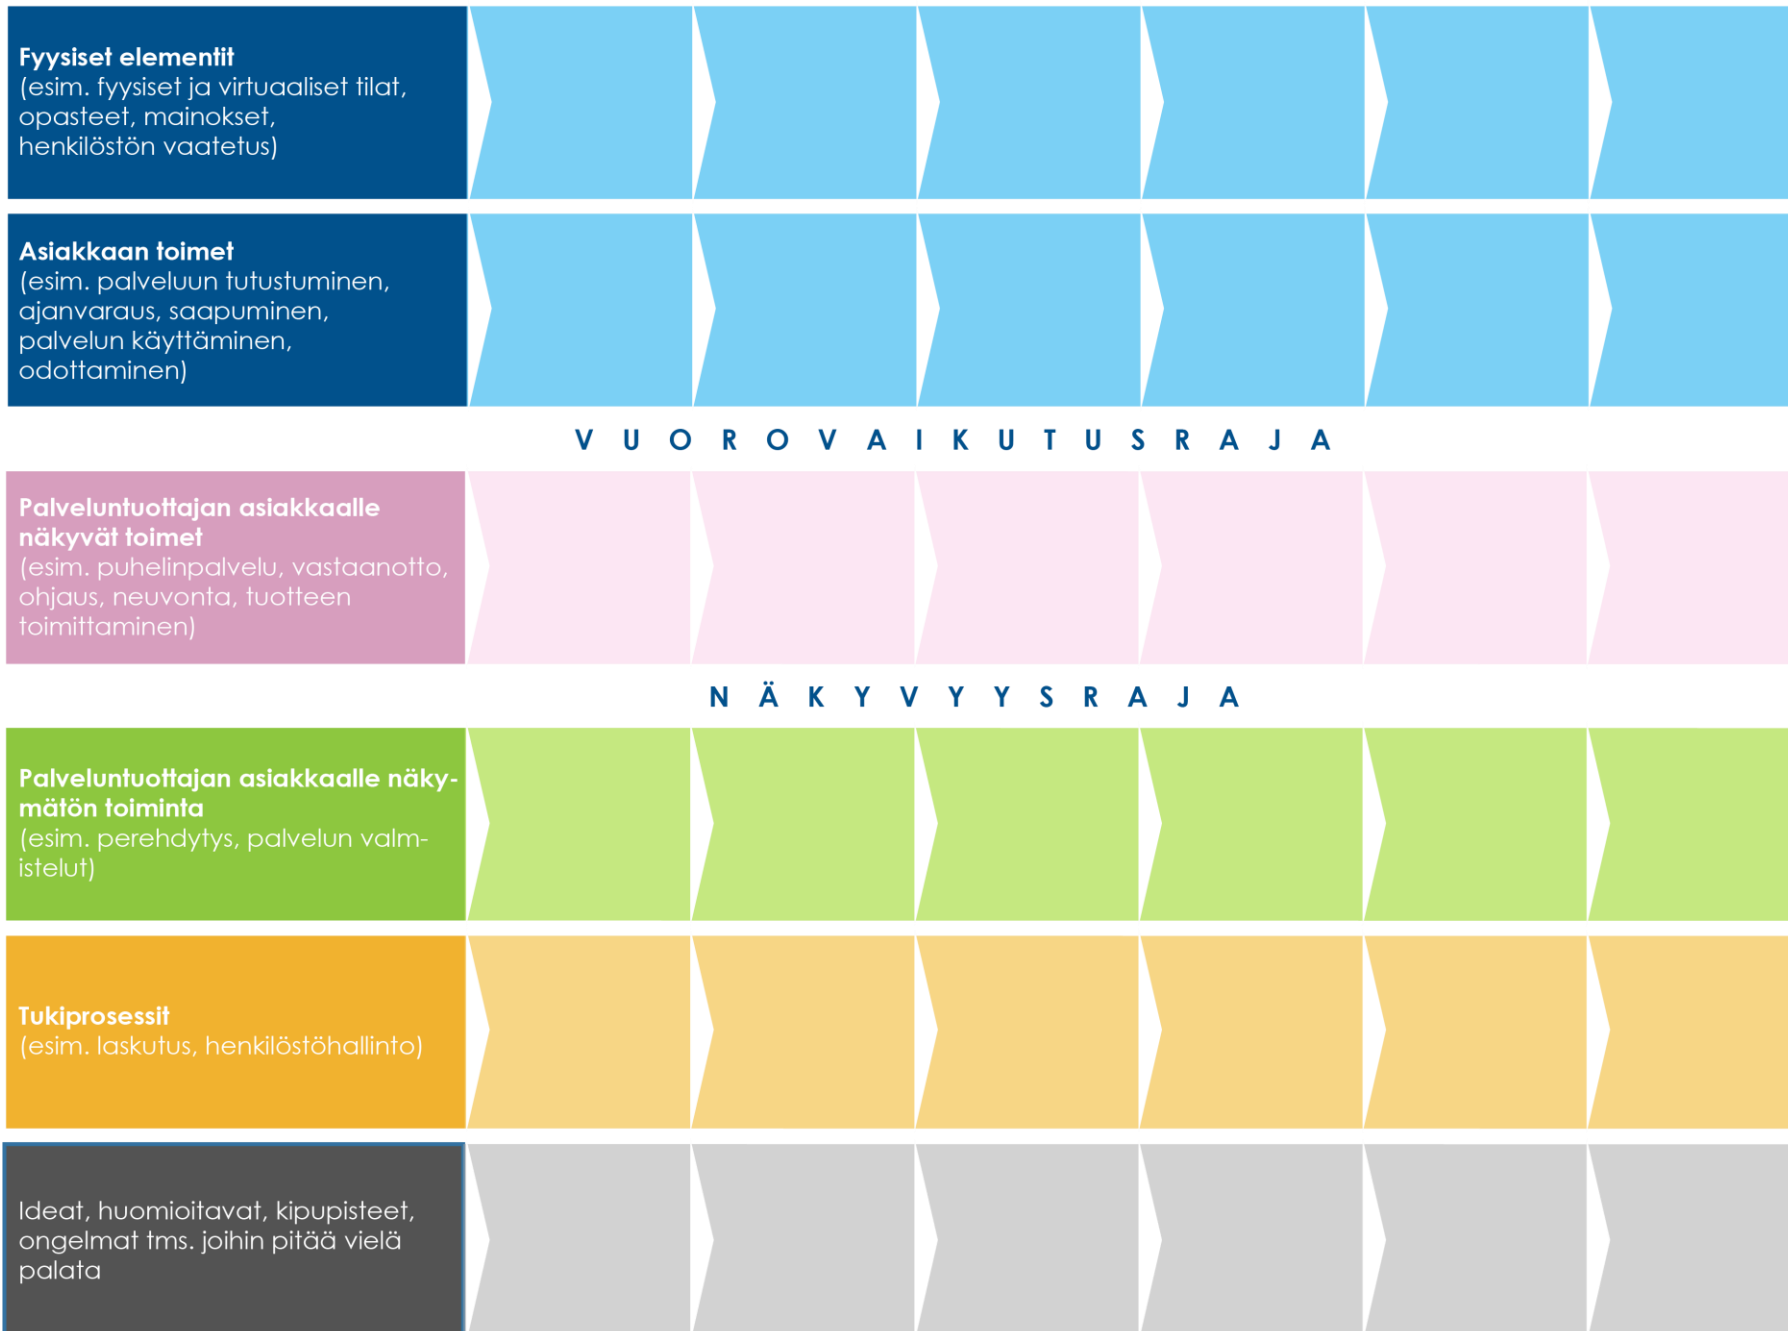 Fyysiset elementit
(esim. fyysiset ja virtuaaliset tilat,
opasteet, mainokset,
henkilöstön vaatetus)
Asiakkaan toimet
(esim. palveluun tutustuminen,
ajanvaraus, saapuminen,
palvelun käyttäminen,
odottaminen)
VUOROVAIKUTUSRAJA
Palveluntuottajan asiakkaalle
näkyvät toimet
(esim. puhelinpalvelu, vastaanotto,
ohjaus, neuvonta, tuotteen
toimittaminen)
NÄKYVYYSRAJA
Palveluntuottajan asiakkaalle näky-
mätön toiminta
(esim. perehdytys, palvelun valm-
istelut)
Tukiprosessit
(esim. laskutus, henkilöstöhallinto)
Ideat, huomioitavat, kipupisteet,
ongelmat tms. joihin pitää vielä
palata